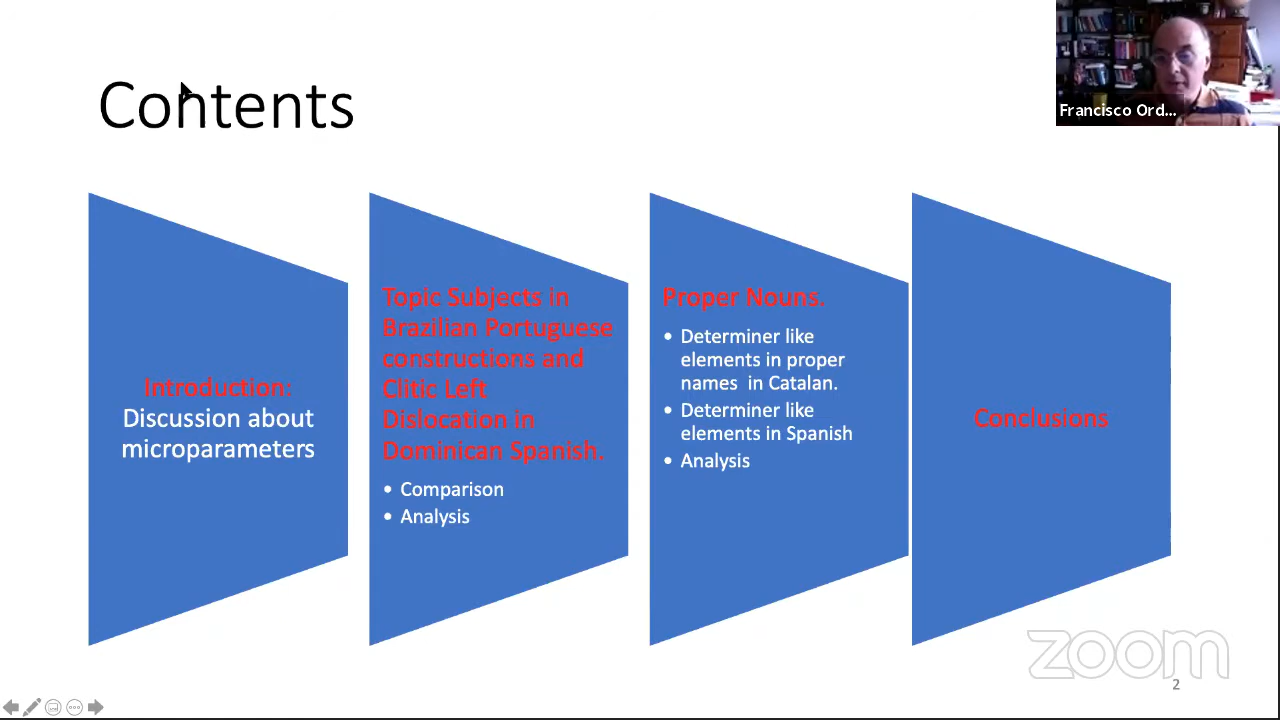 Contents
Francisco Ord...
Introduction:
Discussion about
microparameters
Topic Subjects in
Brazilian Portuguese
constructions and
Clitic Left
Dislocation in
Dominican Spanish.
• Comparison
• Analysis
Proper Nouns.
• Determiner like
elements in proper
names in Catalan.
• Determiner like
elements in Spanish
• Analysis
Conclusions
zoom
2